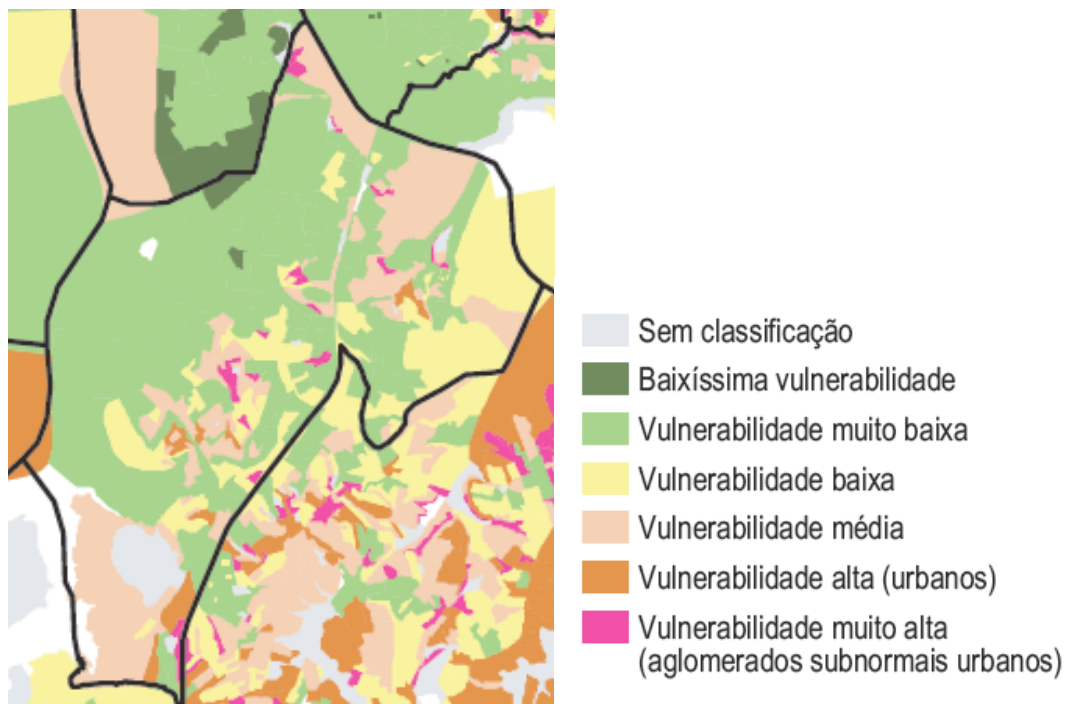 Sem classificação
Baixíssima vulnerabilidade
Vulnerabilidade muito baixa
Vulnerabilidade baixa
Vulnerabilidade média
Vulnerabilidade alta (urbanos)
Vulnerabilidade muito alta
(aglomerados subnormais urbanos)